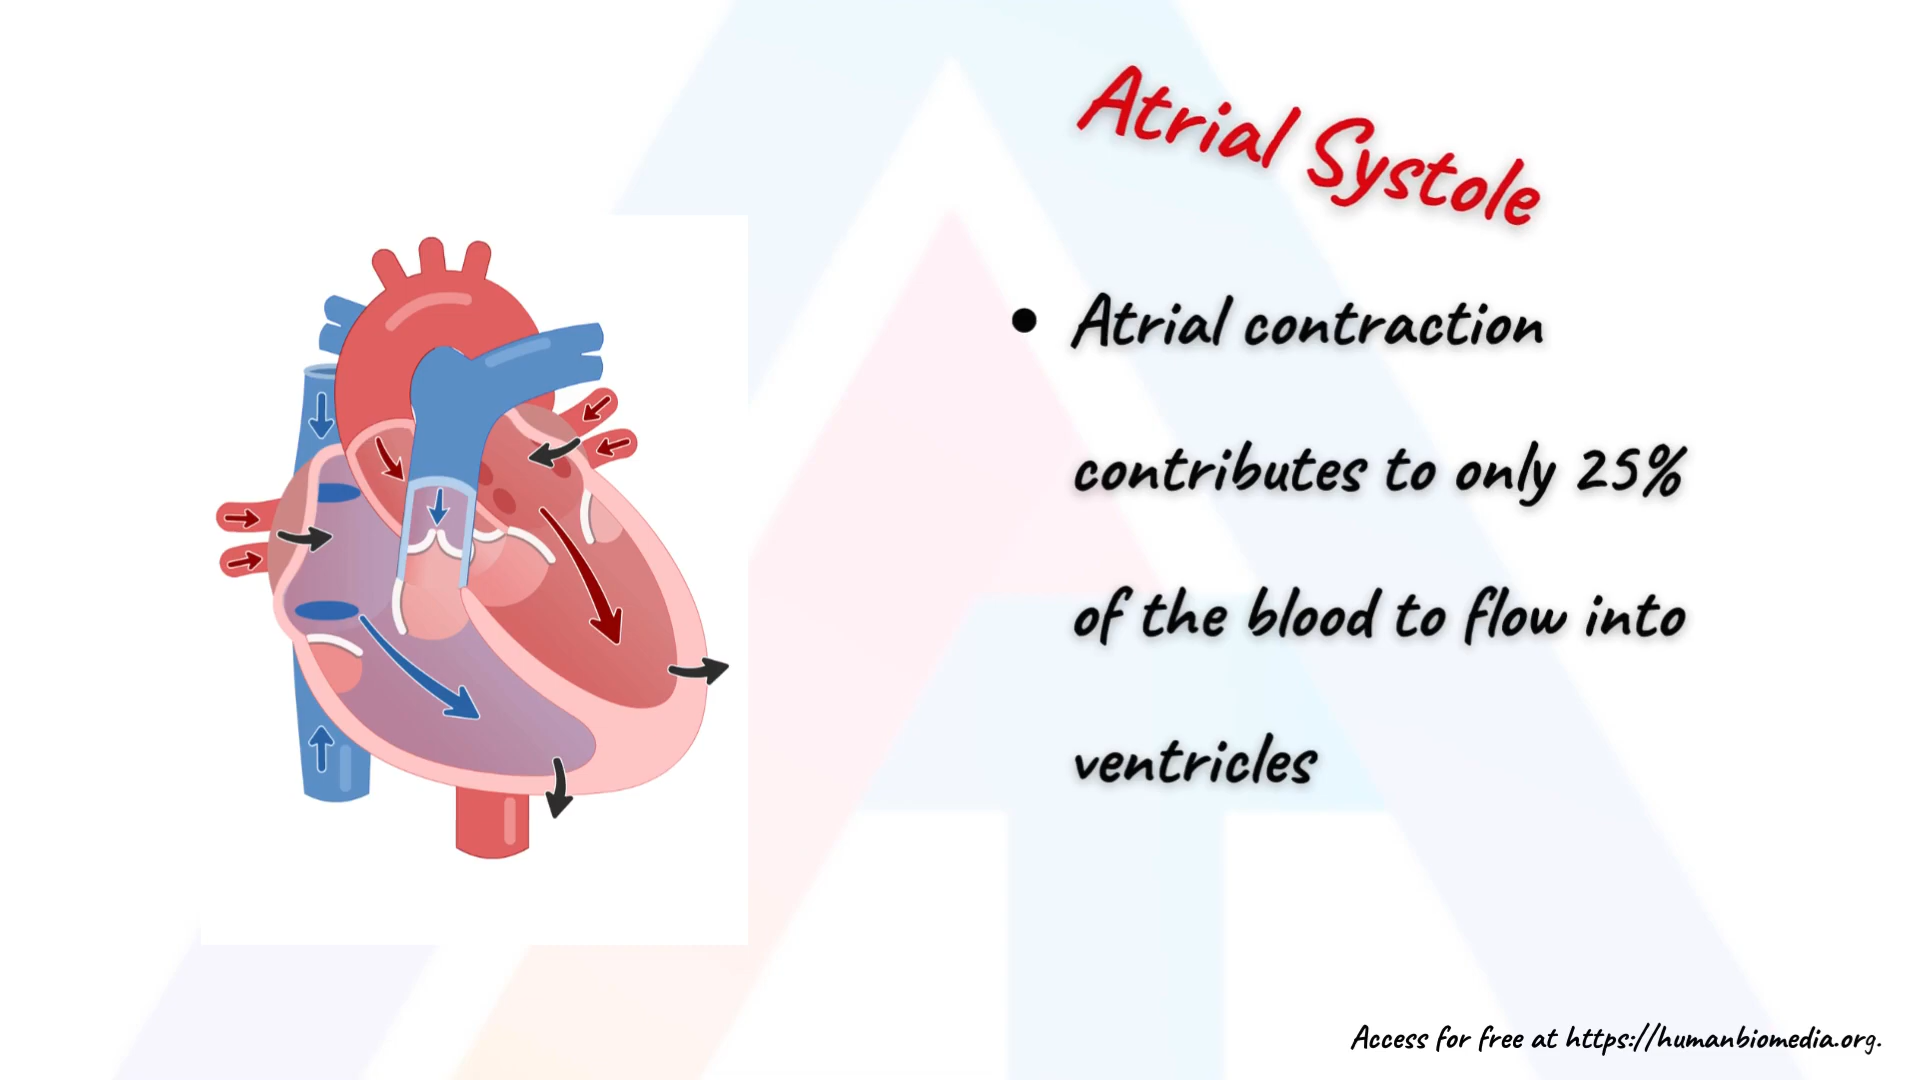 Atrial Systole
• Atrial contraction
contributes to only 25%
of the blood to flow into
ventricles
Access for free at https://humanbiomedia.org.